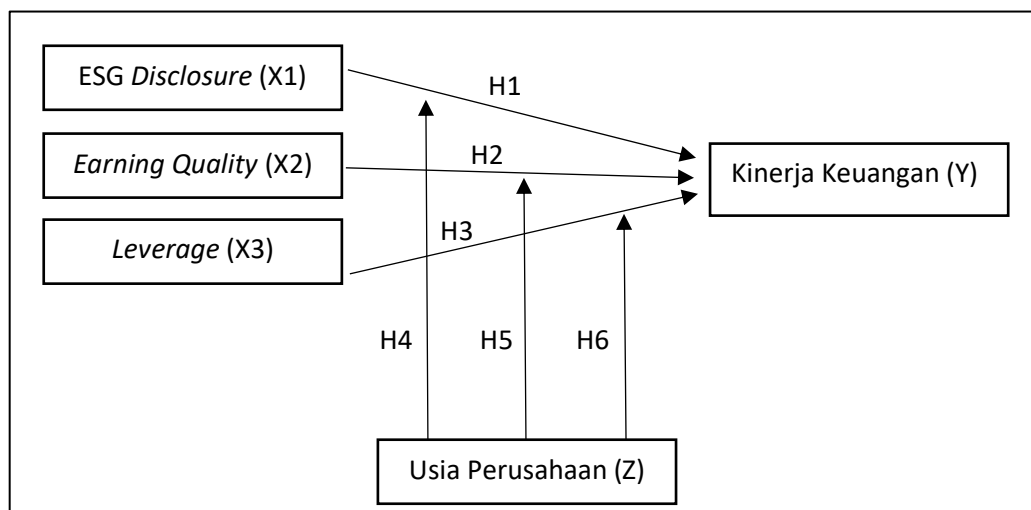 ESG Disclosure (X1)
H1
Earning Quality (X2)
H2
Kinerja Keuangan (Y)
Leverage (X3)
H3
H4
H5
H6
Usia Perusahaan (Z)